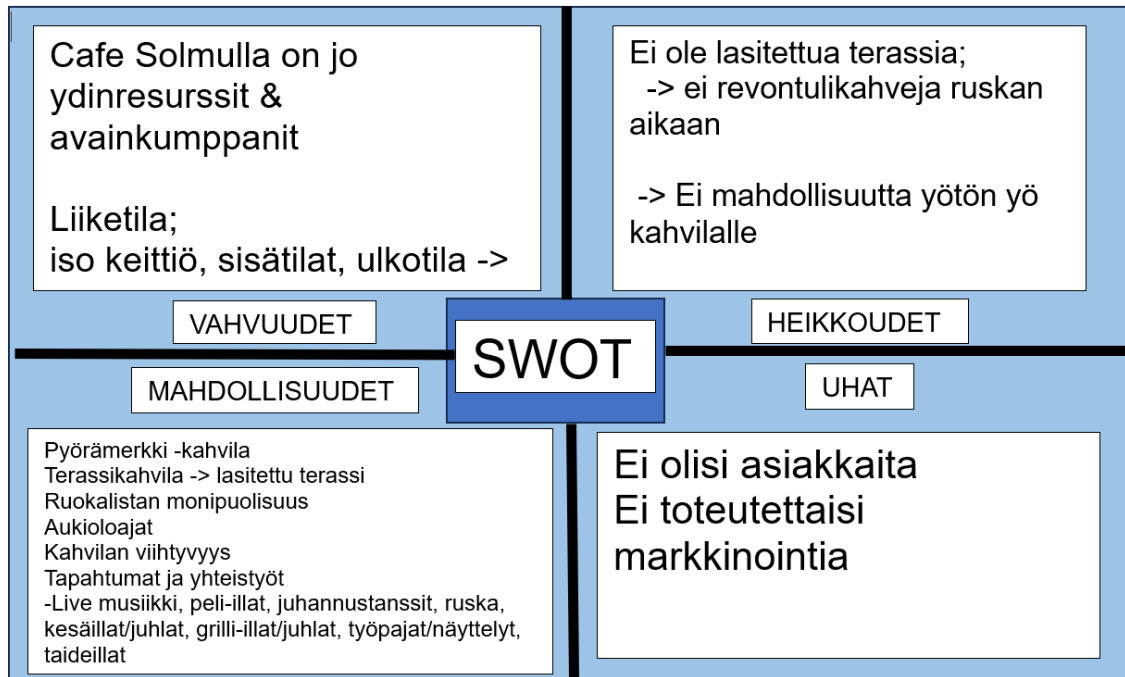 Cafe Solmulla on jo
ydinresurssit &
avainkumppanit
Liiketila;
iso keittiö, sisätilat, ulkotila ->
VAHVUUDET
Ei ole lasitettua terassia;
-> ei revontulikahveja ruskan
aikaan
-> Ei mahdollisuutta yötön yö
kahvilalle
HEIKKOUDET
SWOT
MAHDOLLISUUDET
Pyörämerkki -kahvila
Terassikahvila -> lasitettu terassi
Ruokalistan monipuolisuus
Aukioloajat
Kahvilan viihtyvyys
Tapahtumat ja yhteistyöt
-Live musiikki, peli-illat, juhannustanssit, ruska,
kesäillat/juhlat, grilli-illat/juhlat, työpajat/näyttelyt,
taideillat
UHAT
Ei olisi asiakkaita
Ei toteutettaisi
markkinointia